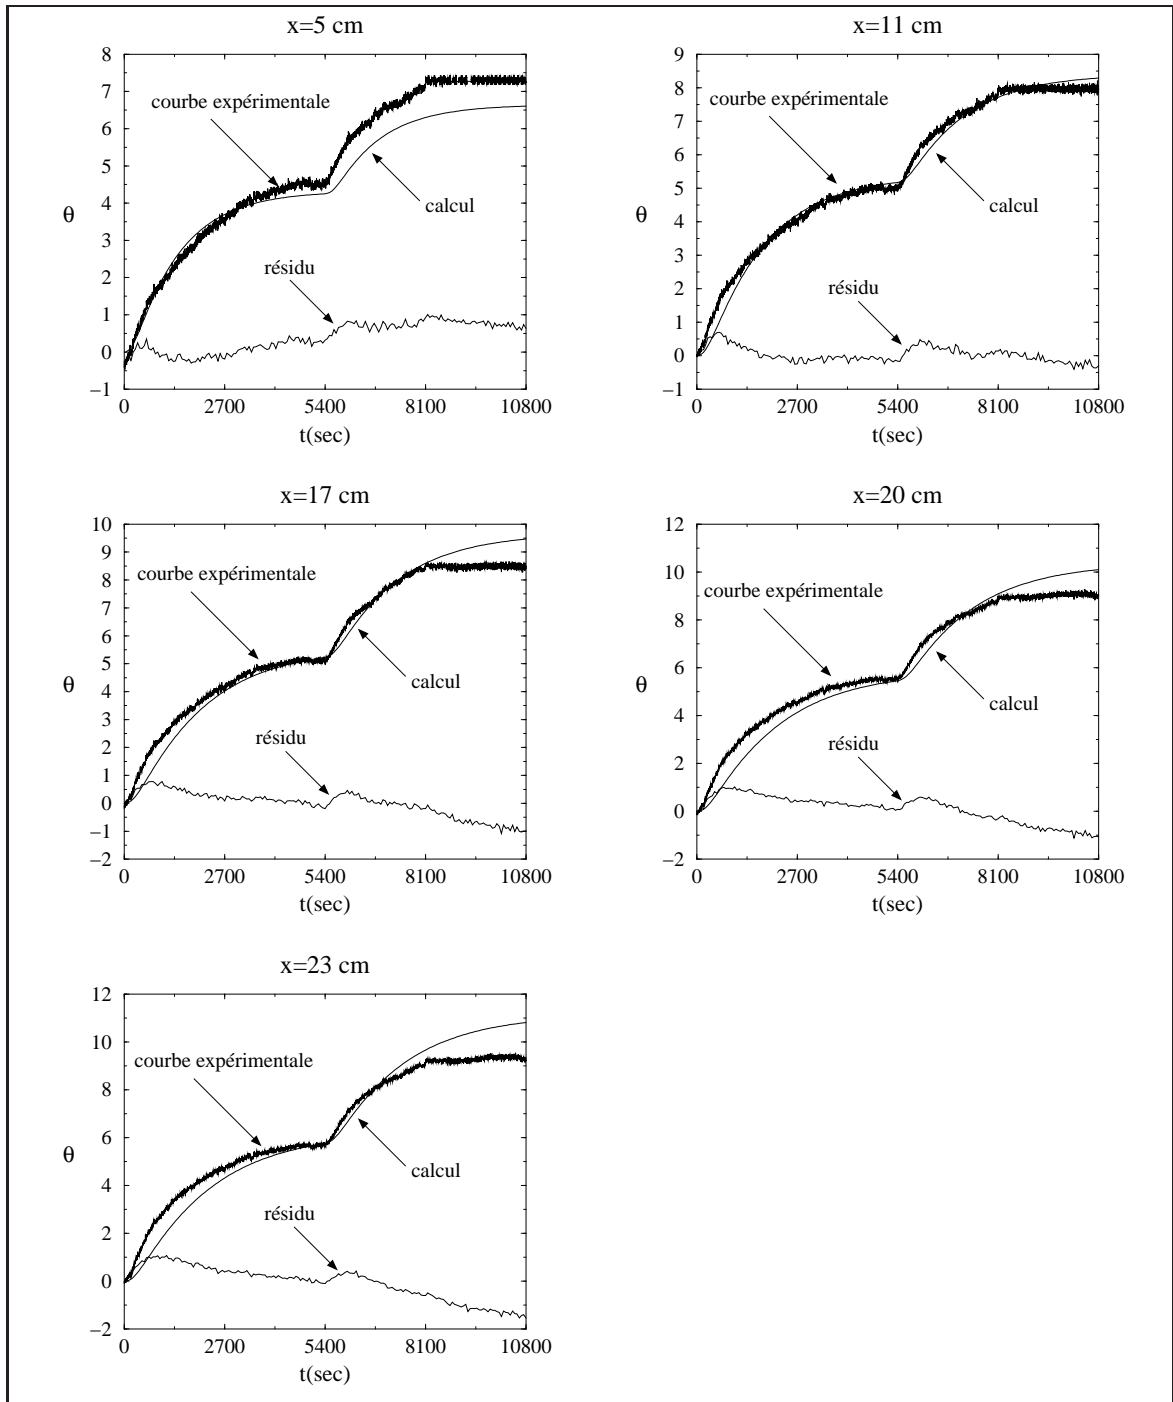 x=5 cm
8
7
6
5
4
3
2
1
0
−1
θ
courbe expérimentale
calcul
résidu
0 2700 5400 8100 10800
t(sec)
x=11 cm
9
8
7
6
5
4
3
2
1
0
−1
θ
courbe expérimentale
calcul
résidu
0 2700 5400 8100 10800
t(sec)
x=17 cm
10
9
8
7
6
5
4
3
2
1
0
−1
−2
θ
courbe expérimentale
calcul
résidu
0 2700 5400 8100 10800
t(sec)
x=20 cm
12
10
8
6
4
2
0
−2
θ
courbe expérimentale
calcul
résidu
0 2700 5400 8100 10800
t(sec)
x=23 cm
12
10
8
6
4
2
0
−2
θ
courbe expérimentale
calcul
résidu
0 2700 5400 8100 10800
t(sec)